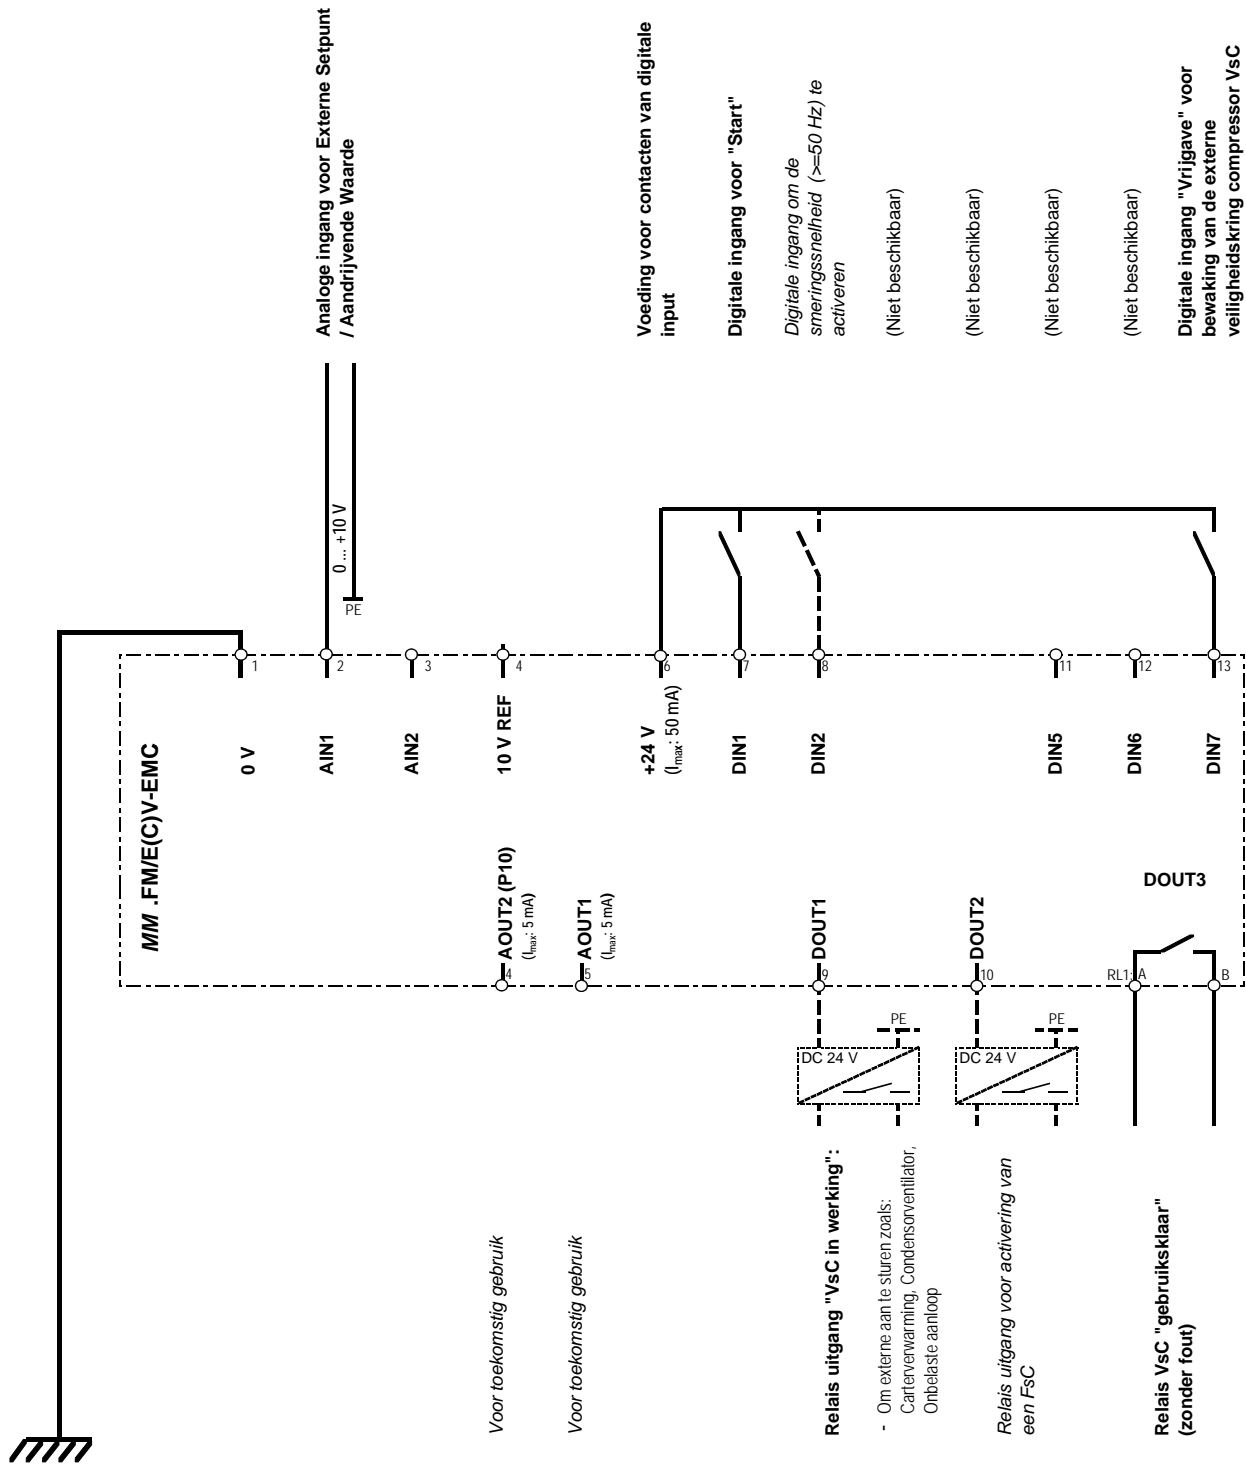 Analoge ingang voor Externe Setpunt
/ Aandrijvende Waarde
Voeding voor contacten van digitale
input
Digitale ingang voor "Start"
Digitale ingang om de
smeringssnelheid (>=50 Hz) te
activeren
(Niet beschikbaar)
(Niet beschikbaar)
(Niet beschikbaar)
(Niet beschikbaar)
Digitale ingang "Vrijgave" voor
bewaking van de externe
veiligheidskring compressor VsC
0 ... +10 V
PE
1
2
3
4
6
7
8
11
12
13
MM .FM/E(C)V-EMC
0 V
AIN1
AIN2
10 V REF
+24 V
(Imax: 50 mA)
DIN1
DIN2
DIN5
DIN6
DIN7
AOUT2 (P10)
(Imax: 5 mA)
AOUT1
(Imax: 5 mA)
DOUT1
DOUT2
DOUT3
4
5
9
10
RL1: A
B
PE
DC 24 V
PE
DC 24 V
Voor toekomstig gebruik
Voor toekomstig gebruik
Relais uitgang "VsC in werking":
- Om externe aan te sturen zoals:
Carterverwarming, Condensorventilator,
Onbelaste aanloop
Relais uitgang voor activering van
een FsC
Relais VsC "gebruiksklaar"
(zonder fout)